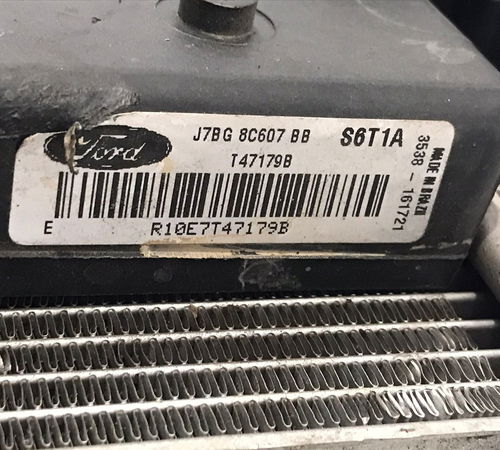 Ford
J7BG 8C607 BB
S6T1A
T47179B
E
R10E7T47179B
MADE IN BRAZIL
3538 - 161721